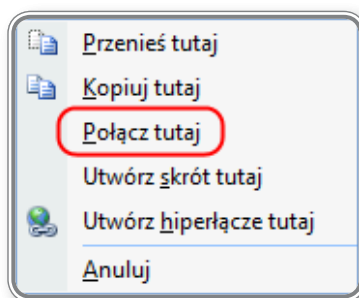 Przenieś tutaj
Kopiuj tutaj
Połącz tutaj
Utwórz skrót tutaj
Utwórz hiperłącze tutaj
Anuluj